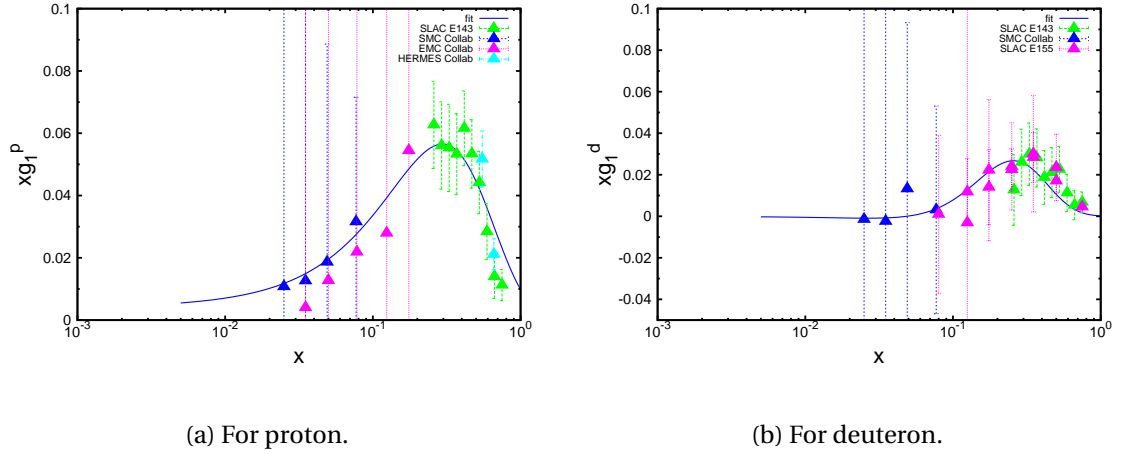 0.1
0.08
0.06
0.04
0.02
0
xg₁ᵖ
10⁻³
10⁻²
10⁻¹
10⁰
x
fit
SLAC E143
SMC Collab
EMC Collab
HERMES Collab
(a) For proton.
0.1
0.08
0.06
0.04
0.02
0
-0.02
-0.04
xg₁ᵈ
10⁻³
10⁻²
10⁻¹
10⁰
x
fit
SLAC E143
SMC Collab
SLAC E155
(b) For deuteron.